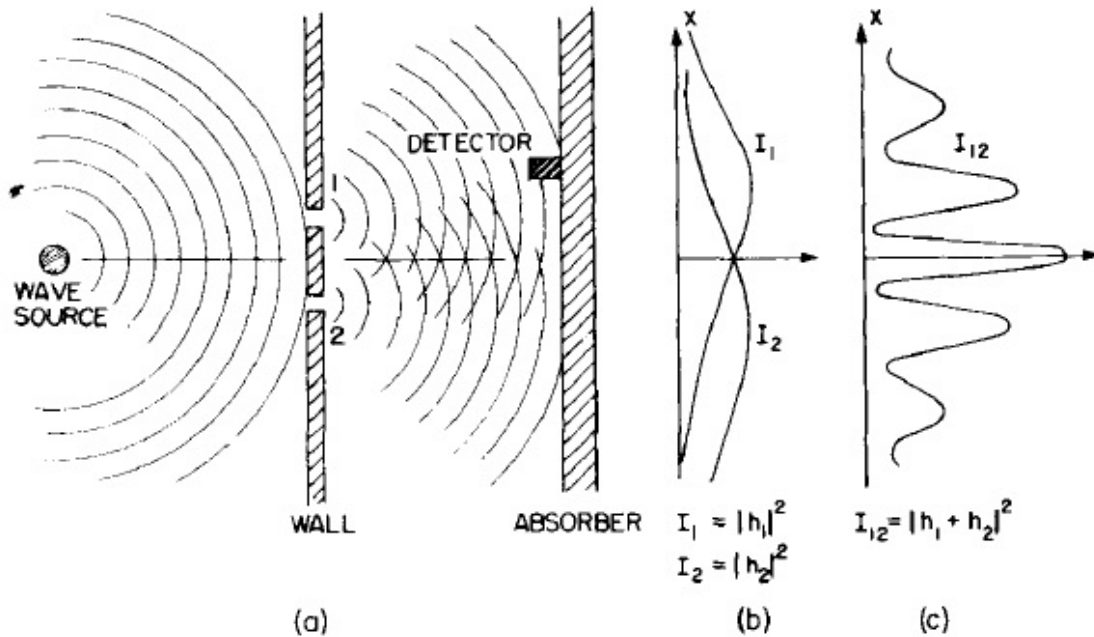 WAVE
SOURCE
1
2
WALL
DETECTOR
ABSORBER
(a)
x
I₁
I₂
I₁ = |h₁|²
I₂ = |h₂|²
(b)
x
I₁₂
I₁₂ = |h₁ + h₂|²
(c)